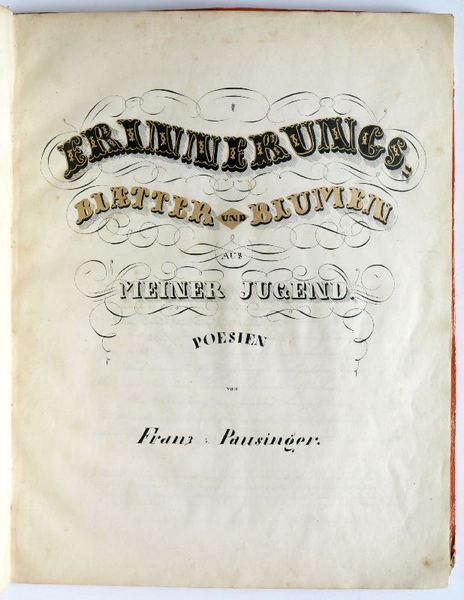 ERINNERUNGS„
BLÆTTER UND BLUMEN
AUS
MEINER JUGEND.
POESIEN
von
Franz Pausinger.